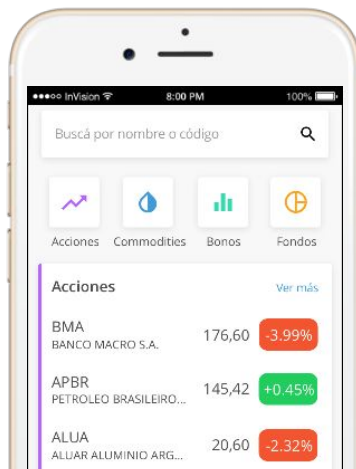 InVision 8:00 PM 100%
Buscá por nombre o código
Acciones Commodities Bonos Fondos
Acciones Ver más
BMA
BANCO MACRO S.A. 176,60 -3.99%
APBR
PETROLEO BRASILEIRO... 145,42 +0.45%
ALUA
ALUAR ALUMINIO ARG... 20,60 -2.32%